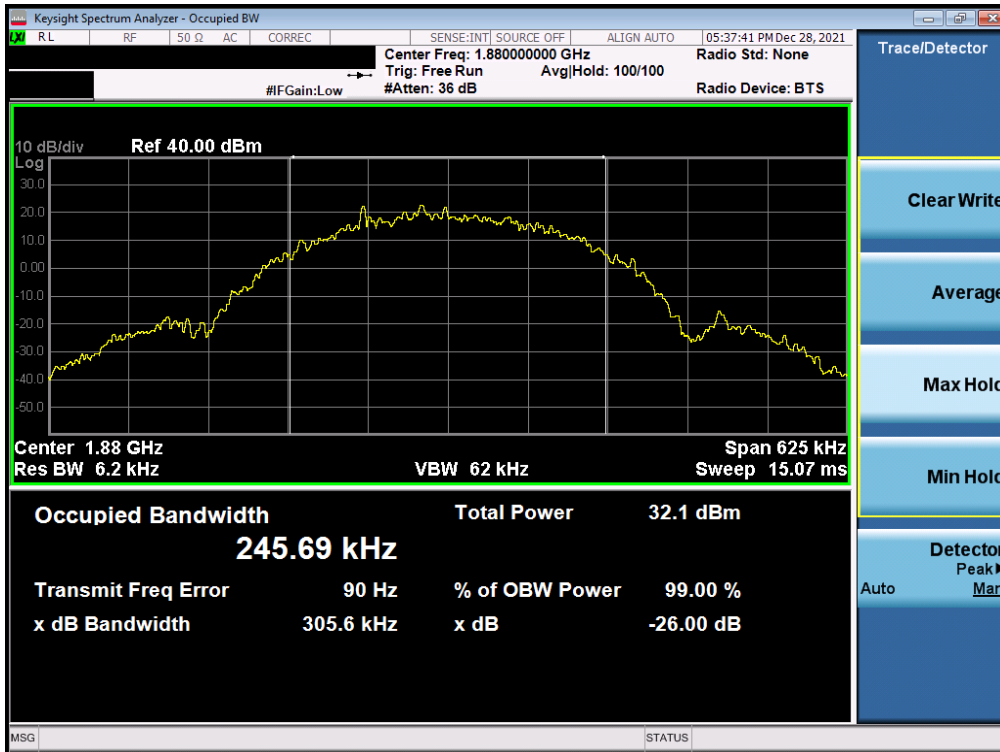 Keysight Spectrum Analyzer - Occupied BW
LXI RL RF 50 Ω AC CORREC SENSE:INT SOURCE OFF ALIGN AUTO 05:37:41 PM Dec 28, 2021
Center Freq: 1.880000000 GHz Radio Std: None
Trig: Free Run Avg|Hold: 100/100
#IFGain:Low #Atten: 36 dB Radio Device: BTS
10 dB/div Ref 40.00 dBm
Log
30.0
20.0
10.0
0.00
-10.0
-20.0
-30.0
-40.0
-50.0
Center 1.88 GHz Span 625 kHz
Res BW 6.2 kHz VBW 62 kHz Sweep 15.07 ms
Occupied Bandwidth Total Power 32.1 dBm
245.69 kHz
Transmit Freq Error 90 Hz % of OBW Power 99.00 %
x dB Bandwidth 305.6 kHz x dB -26.00 dB
Trace/Detector
Clear Write
Average
Max Hold
Min Hold
Detector
Peak▶
Auto Man
MSG STATUS